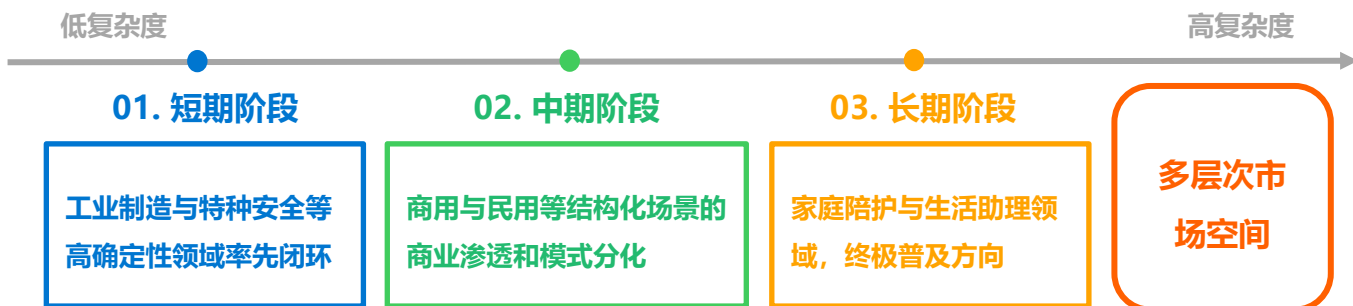 低复杂度
高复杂度
01. 短期阶段
02. 中期阶段
03. 长期阶段
工业制造与特种安全等
高确定性领域率先闭环
商用与民用等结构化场景的
商业渗透和模式分化
家庭陪护与生活助理领
域，终极普及方向
多层次市
场空间